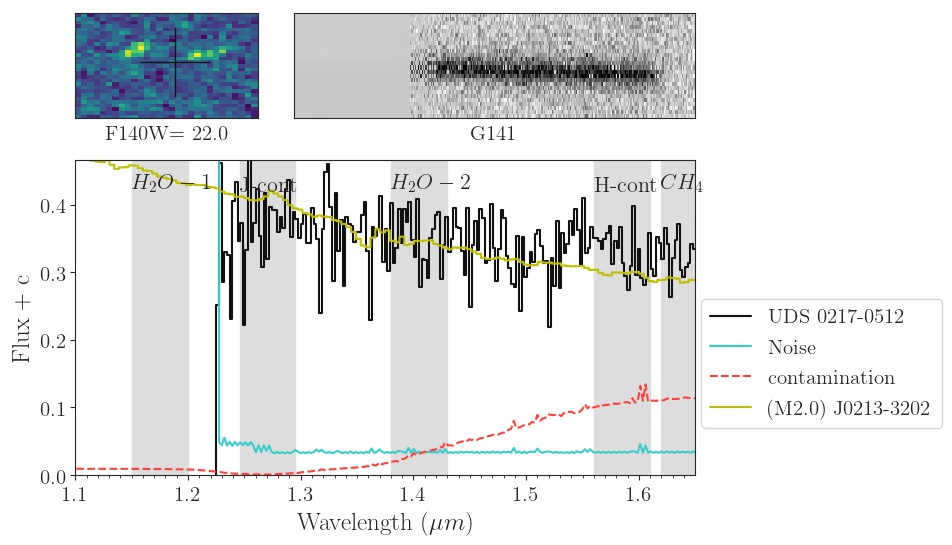 F140W= 22.0
G141
H₂O − 1
J-cont
H₂O − 2
H-cont
CH₄
0.4
0.3
0.2
0.1
0.0
Flux + c
1.1
1.2
1.3
1.4
1.5
1.6
Wavelength (μm)
UDS 0217-0512
Noise
contamination
(M2.0) J0213-3202